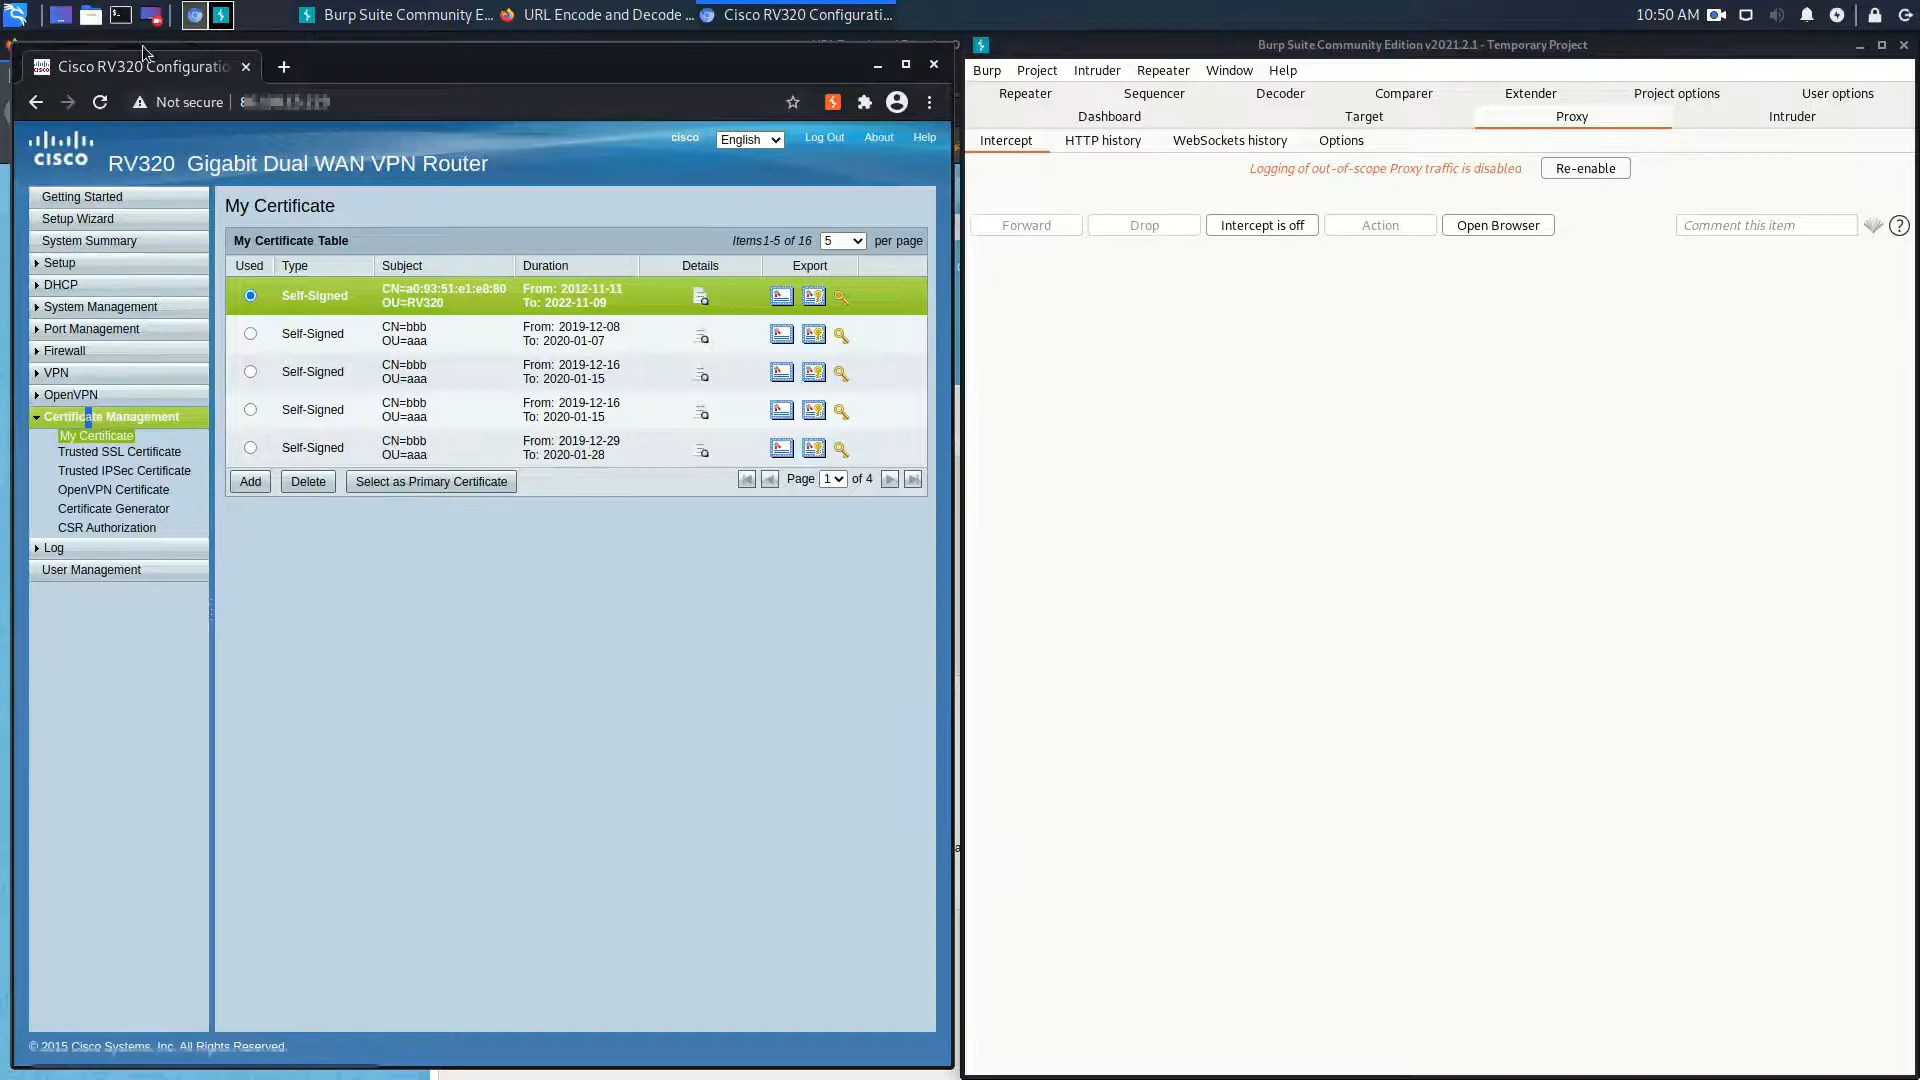 Burp Suite Community E...
URL Encode and Decode ...
Cisco RV320 Configurati...
10:50 AM
Cisco RV320 Configuratio
Not secure
cisco
RV320 Gigabit Dual WAN VPN Router
cisco
English
Log Out
About
Help
Getting Started
Setup Wizard
System Summary
Setup
DHCP
System Management
Port Management
Firewall
VPN
OpenVPN
Certificate Management
My Certificate
Trusted SSL Certificate
Trusted IPSec Certificate
OpenVPN Certificate
Certificate Generator
CSR Authorization
Log
User Management
My Certificate
My Certificate Table
Items1-5 of 16 5 per page
Used Type Subject Duration Details Export
Self-Signed CN=a0:93:51:e1:e8:80 From: 2012-11-11
OU=RV320 To: 2022-11-09
Self-Signed CN=bbb From: 2019-12-08
OU=aaa To: 2020-01-07
Self-Signed CN=bbb From: 2019-12-16
OU=aaa To: 2020-01-15
Self-Signed CN=bbb From: 2019-12-16
OU=aaa To: 2020-01-15
Self-Signed CN=bbb From: 2019-12-29
OU=aaa To: 2020-01-28
Add Delete Select as Primary Certificate
Page 1 of 4
© 2015 Cisco Systems, Inc. All Rights Reserved.
Burp Suite Community Edition v2021.2.1 - Temporary Project
Burp Project Intruder Repeater Window Help
Repeater Sequencer Decoder Comparer Extender Project options User options
Dashboard Target Proxy Intruder
Intercept HTTP history WebSockets history Options
Logging of out-of-scope Proxy traffic is disabled Re-enable
Forward Drop Intercept is off Action Open Browser Comment this item ?